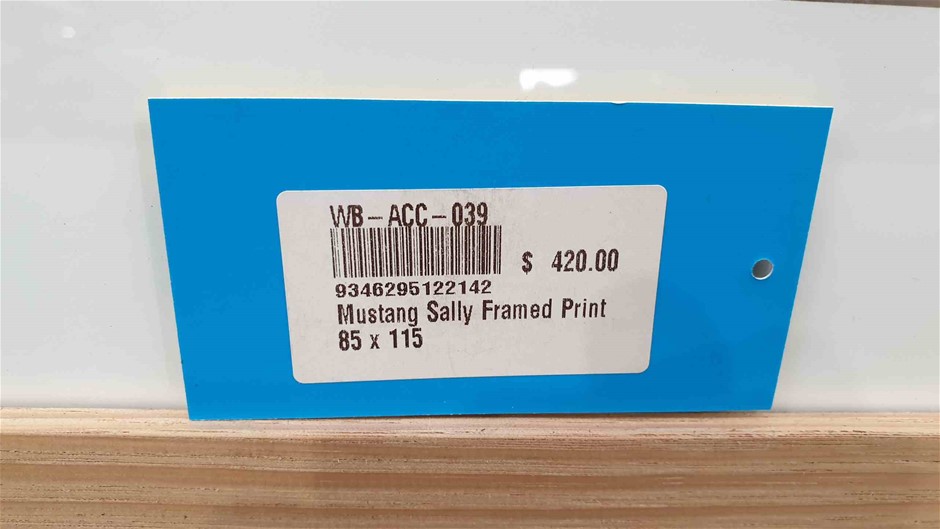 WB-ACC-039
$ 420.00
9346295122142
Mustang Sally Framed Print
85 x 115